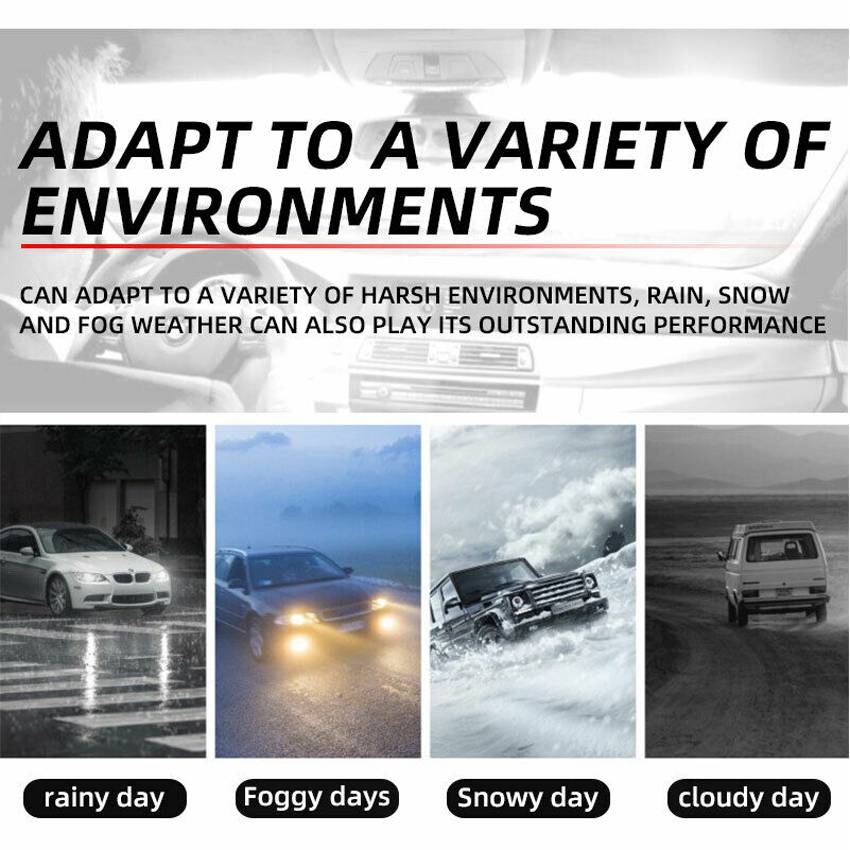 ADAPT TO A VARIETY OF
ENVIRONMENTS
CAN ADAPT TO A VARIETY OF HARSH ENVIRONMENTS, RAIN, SNOW
AND FOG WEATHER CAN ALSO PLAY ITS OUTSTANDING PERFORMANCE
rainy day
Foggy days
Snowy day
cloudy day